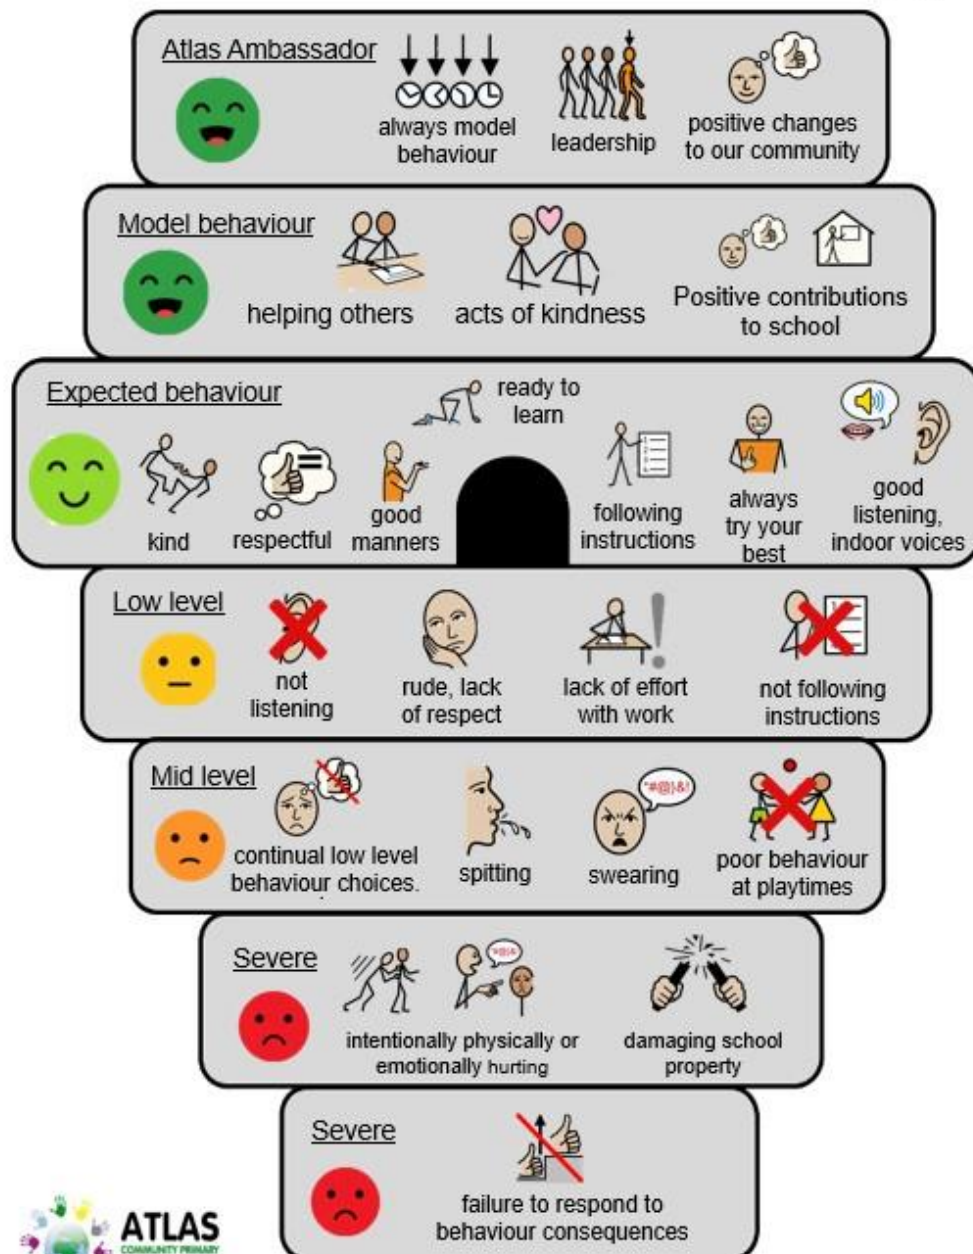 Atlas Ambassador
always model
behaviour
leadership
positive changes
to our community
Model behaviour
helping others
acts of kindness
Positive contributions
to school
Expected behaviour
ready to
learn
kind
respectful
good
manners
following
instructions
always
try your
best
good
listening,
indoor voices
Low level
not
listening
rude, lack
of respect
lack of effort
with work
not following
instructions
Mid level
continual low level
behaviour choices.
spitting
"#@}&!
swearing
poor behaviour
at playtimes
Severe
intentionally physically or
emotionally hurting
damaging school
property
Severe
failure to respond to
behaviour consequences
ATLAS
COMMUNITY PRIMARY